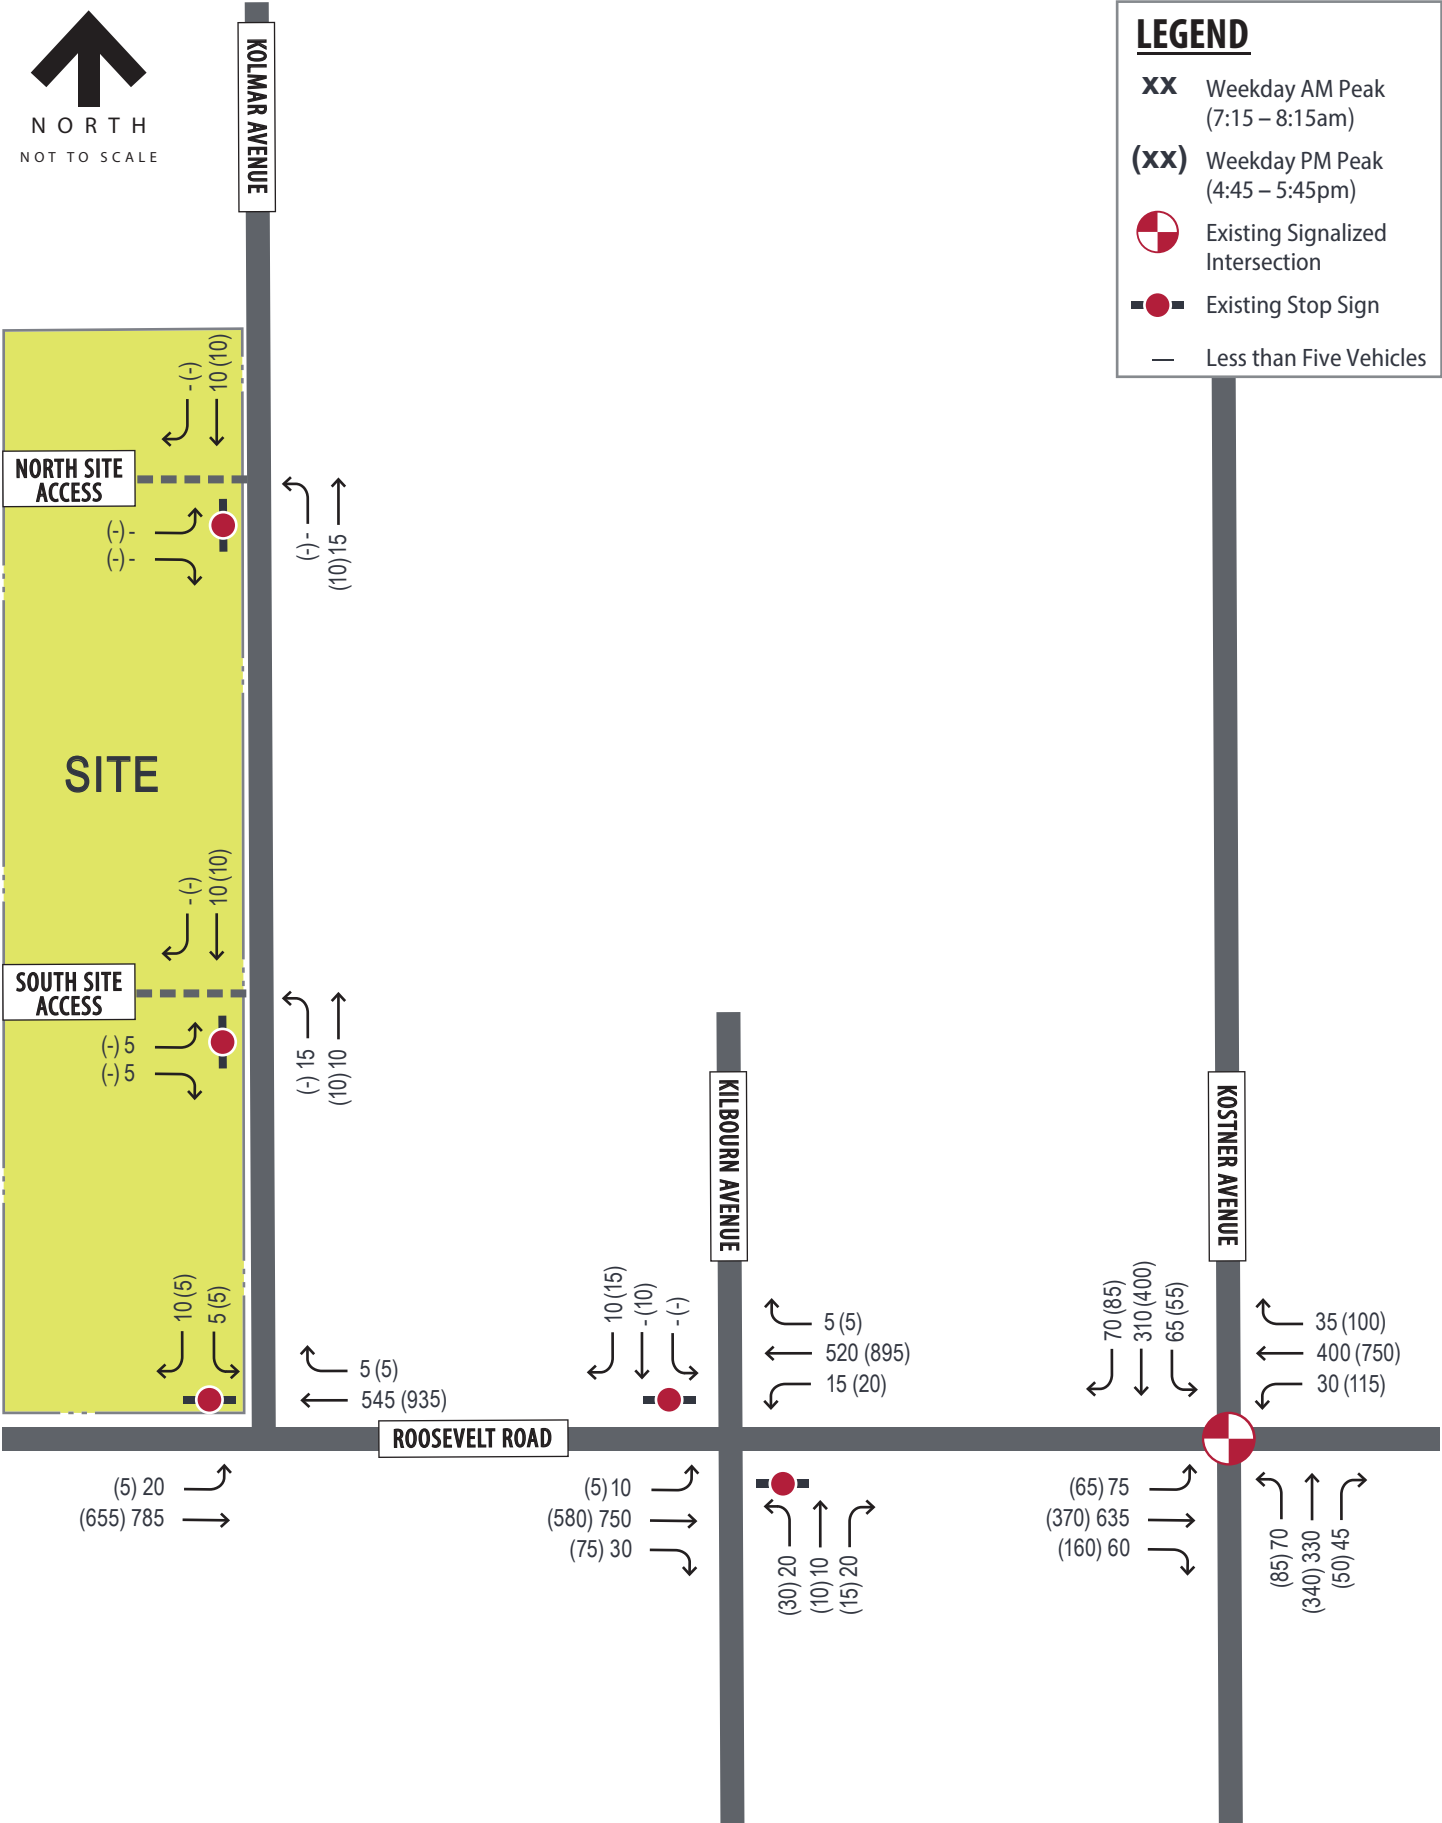 NORTH
NOT TO SCALE
KOLMAR AVENUE
LEGEND
xx Weekday AM Peak
(7:15 – 8:15am)
(xx) Weekday PM Peak
(4:45 – 5:45pm)
Existing Signalized
Intersection
Existing Stop Sign
— Less than Five Vehicles
- (-)
10 (10)
NORTH SITE
ACCESS
(-) -
(-) -
(-) -
(10) 15
SITE
- (-)
10 (10)
SOUTH SITE
ACCESS
(-) 5
(-) 5
(-) 15
(10) 10
KILBOURN AVENUE
KOSTNER AVENUE
10 (5)
5 (5)
5 (5)
545 (935)
10 (15)
- (10)
- (-)
5 (5)
520 (895)
15 (20)
70 (85)
310 (400)
65 (55)
35 (100)
400 (750)
30 (115)
ROOSEVELT ROAD
(5) 20
(655) 785
(5) 10
(580) 750
(75) 30
(30) 20
(10) 10
(15) 20
(65) 75
(370) 635
(160) 60
(85) 70
(340) 330
(50) 45